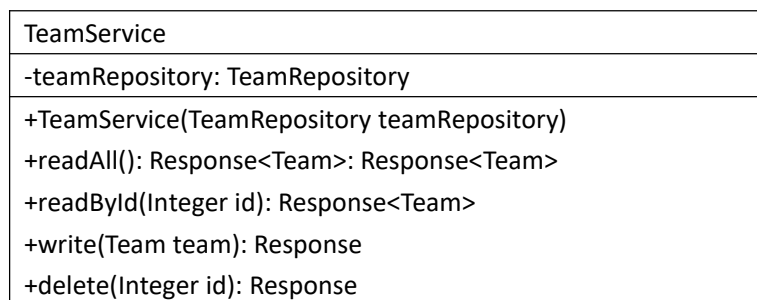 TeamService
-teamRepository: TeamRepository
+TeamService(TeamRepository teamRepository)
+readAll(): Response<Team>: Response<Team>
+readById(Integer id): Response<Team>
+write(Team team): Response
+delete(Integer id): Response